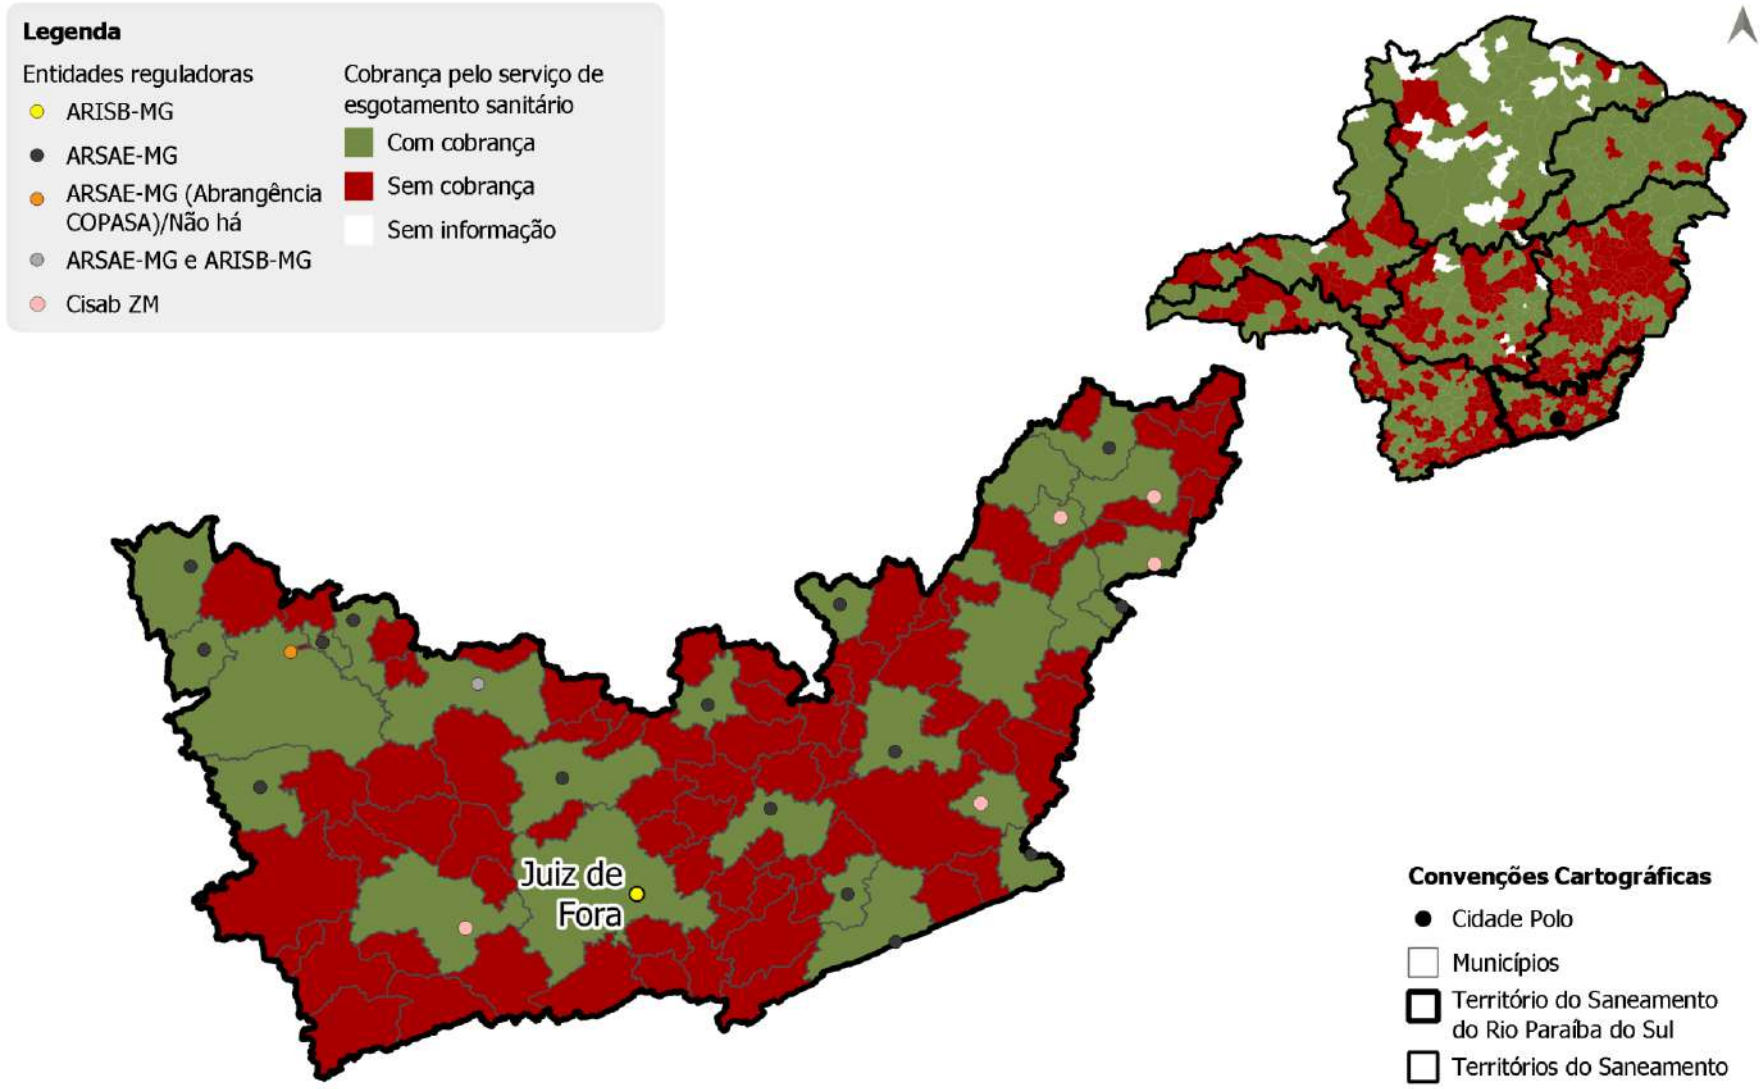 Legenda
Entidades reguladoras
ARISB-MG
ARSAE-MG
ARSAE-MG (Abrangência
COPASA)/Não há
ARSAE-MG e ARISB-MG
Cisab ZM
Cobrança pelo serviço de
esgotamento sanitário
Com cobrança
Sem cobrança
Sem informação
Juiz de
Fora
Convenções Cartográficas
Cidade Polo
Municípios
Território do Saneamento
do Rio Paraíba do Sul
Territórios do Saneamento